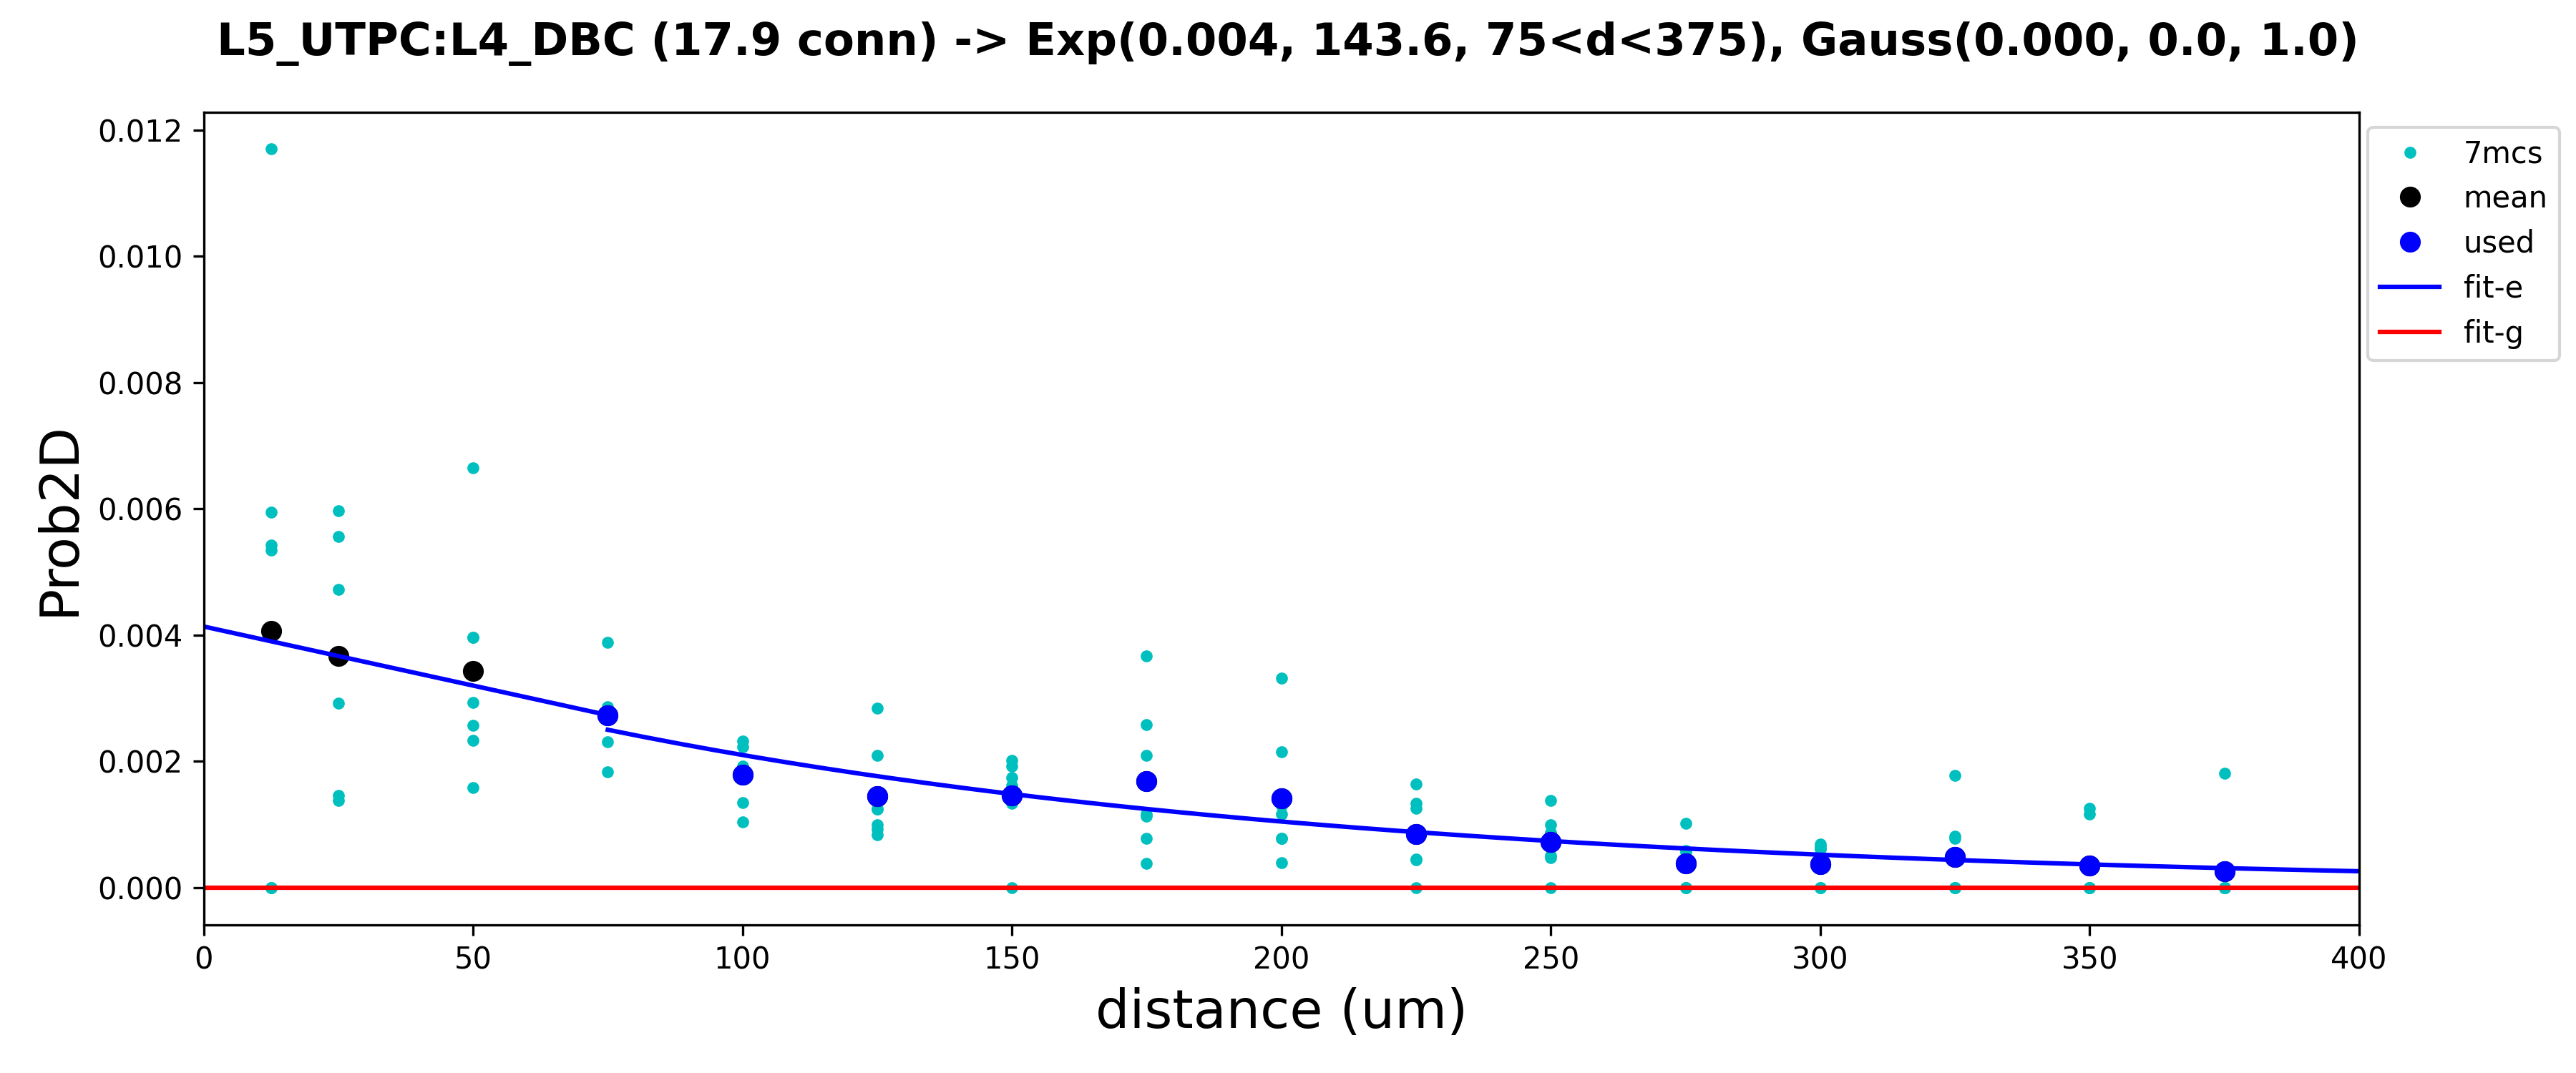 L5_UTPC:L4_DBC (17.9 conn) -> Exp(0.004, 143.6, 75<d<375), Gauss(0.000, 0.0, 1.0)
0.012
0.010
0.008
0.006
0.004
0.002
0.000
Prob2D
0 50 100 150 200 250 300 350 400
distance (um)
7mcs
mean
used
fit-e
fit-g